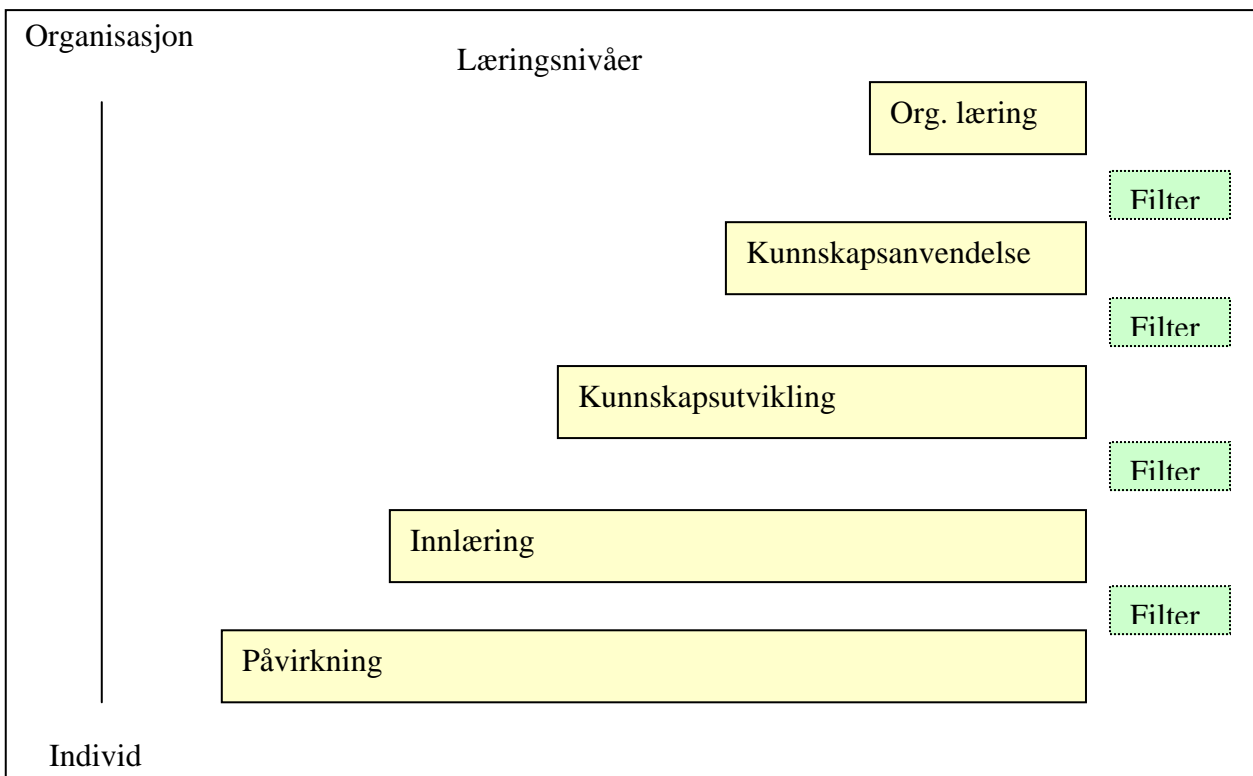 Organisasjon
Læringsnivåer
Org. læring
Filter
Kunnskapsanvendelse
Filter
Kunnskapsutvikling
Filter
Innlæring
Filter
Påvirkning
Individ